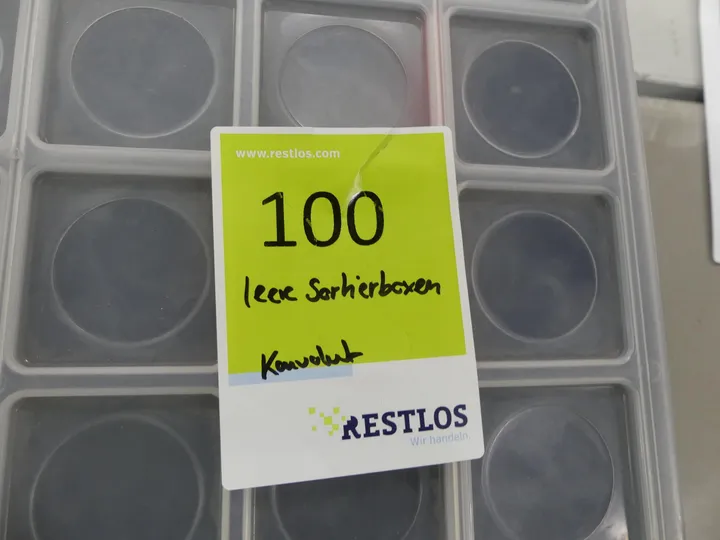 www.restlos.com
100
leere Sortierboxen
Konvolut
RESTLOS
Wir handeln.